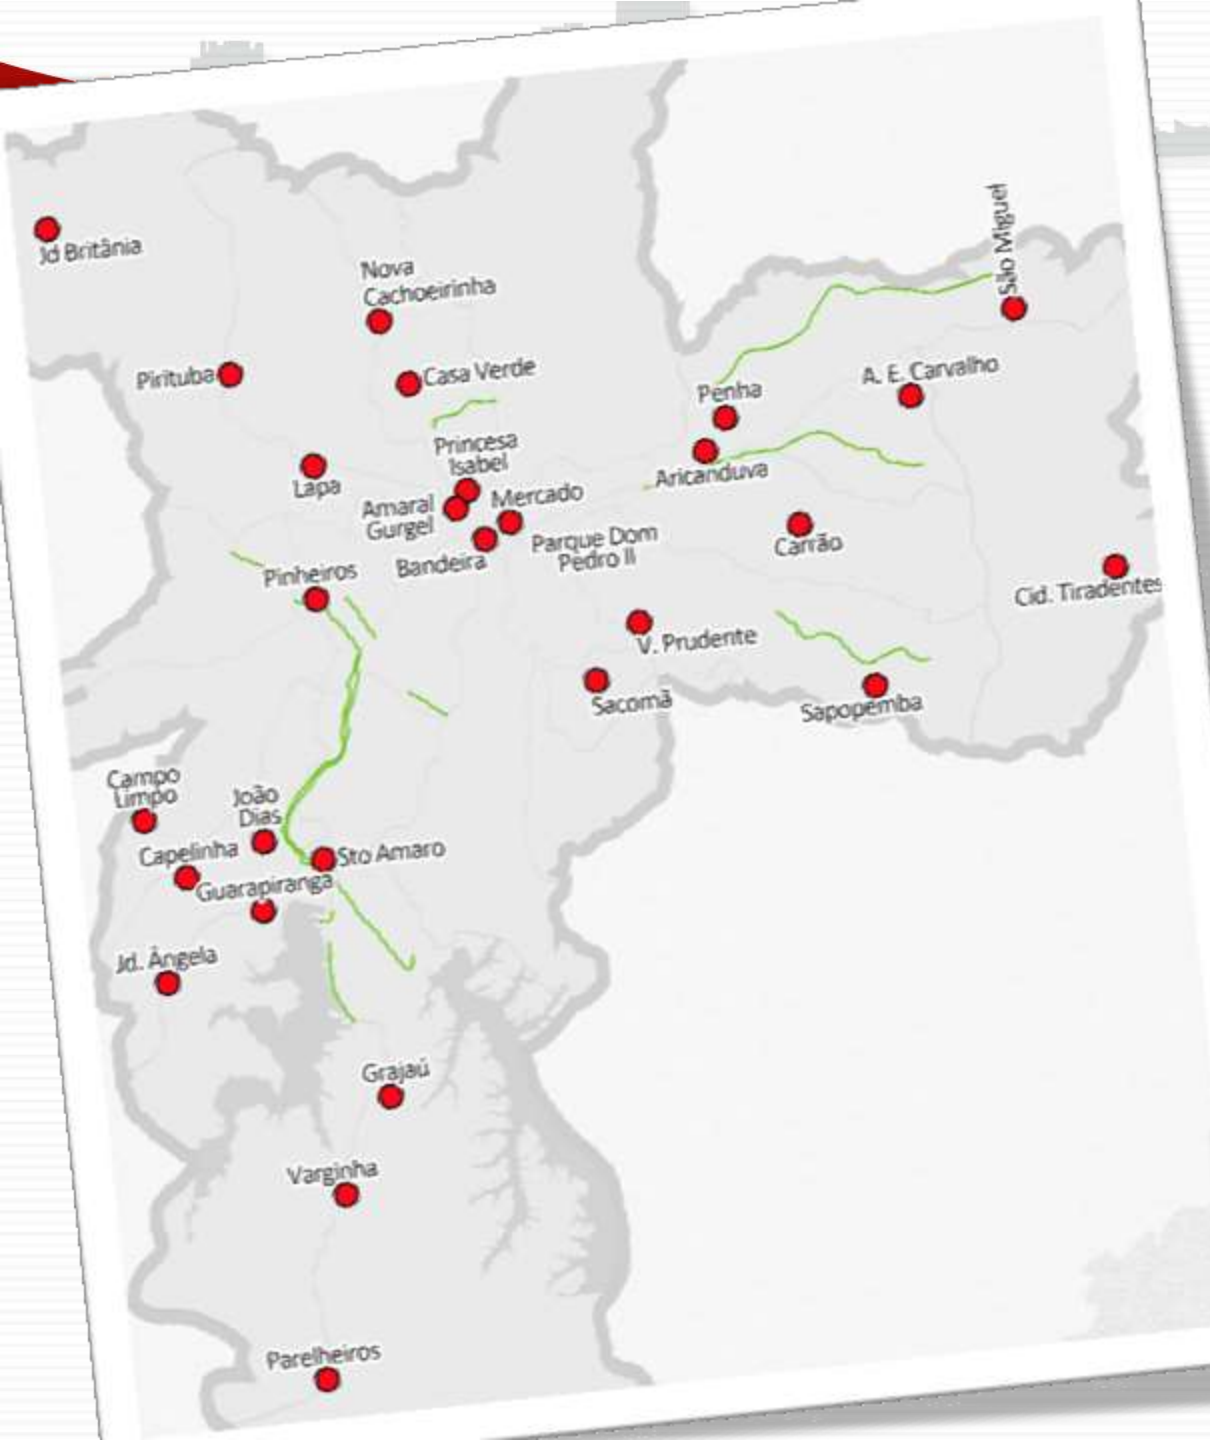 São Miguel
Jd Britânia
Nova
Cachoeirinha
Pirituba
Casa Verde
A. E. Carvalho
Penha
Princesa
Isabel
Lapa
Aricanduva
Amaral
Gurgel
Mercado
Bandeira
Parque Dom
Pedro II
Carrão
Pinheiros
Cid. Tiradentes
V. Prudente
Sacomã
Sapopemba
Campo
Limpo
João
Dias
Capelinha
Sto Amaro
Guarapiranga
Jd. Ângela
Grajaú
Varginha
Parelheiros